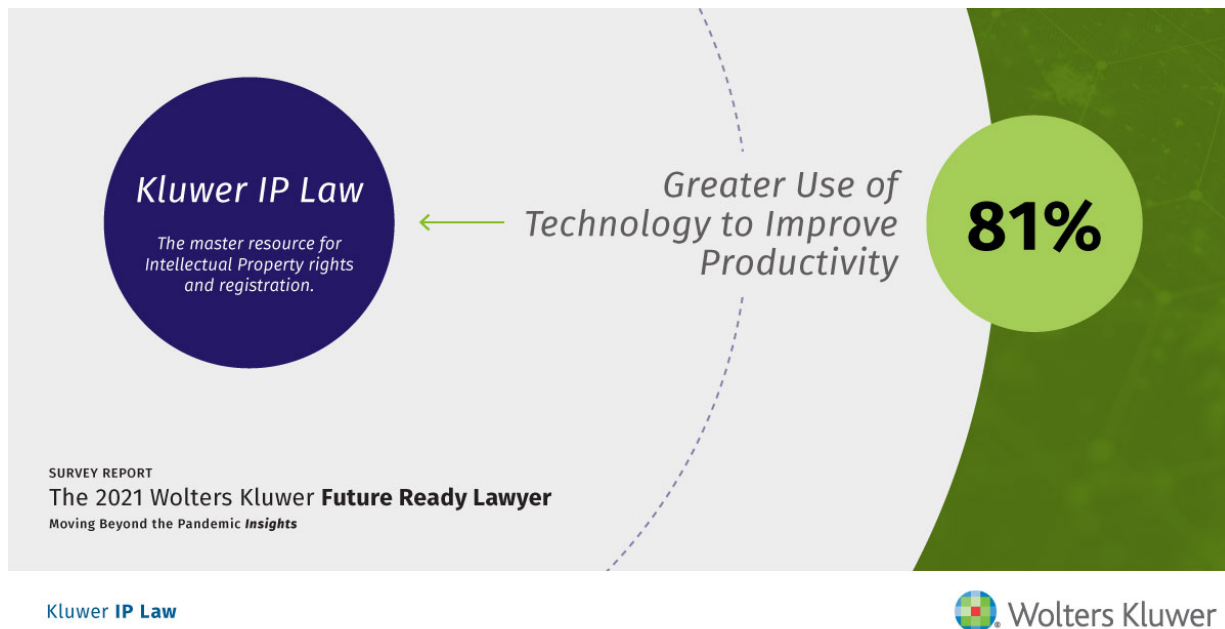 Kluwer IP Law
The master resource for
Intellectual Property rights
and registration.
Greater Use of
Technology to Improve
Productivity
81%
SURVEY REPORT
The 2021 Wolters Kluwer Future Ready Lawyer
Moving Beyond the Pandemic Insights
Kluwer IP Law
Wolters Kluwer